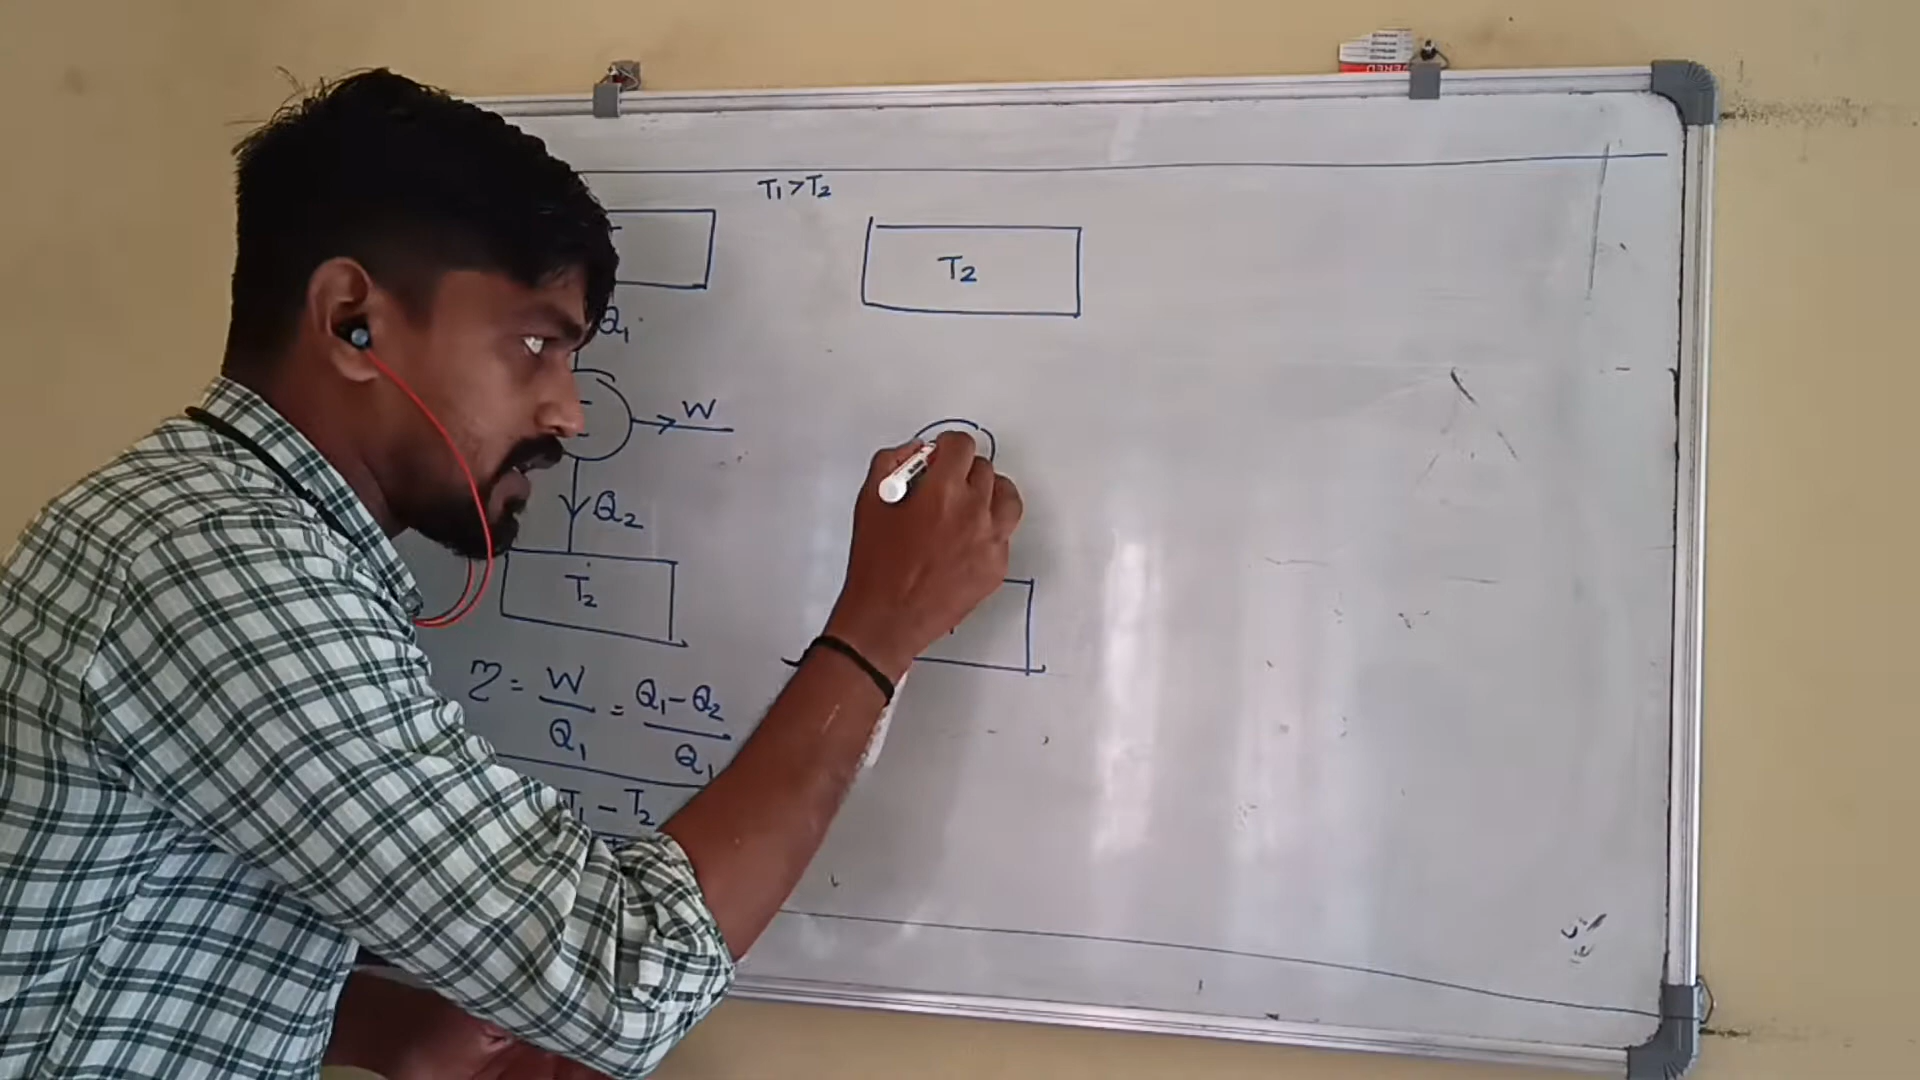 T1 > T2
T2
Q1
W
Q2
T2
η = W/Q1 = Q1 - Q2/Q1
T1 - T2